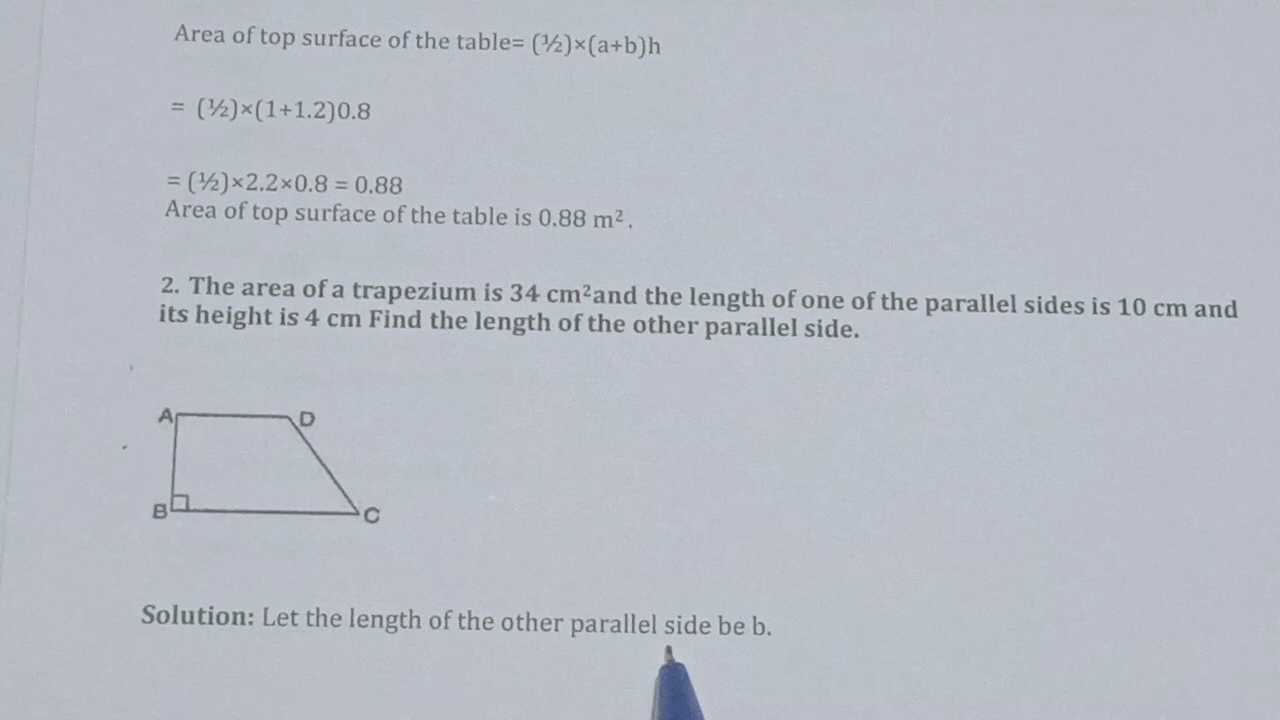 Area of top surface of the table= (½)×(a+b)h
= (½)×(1+1.2)0.8
= (½)×2.2×0.8 = 0.88
Area of top surface of the table is 0.88 m².
2. The area of a trapezium is 34 cm²and the length of one of the parallel sides is 10 cm and
its height is 4 cm Find the length of the other parallel side.
A D
B C
Solution: Let the length of the other parallel side be b.